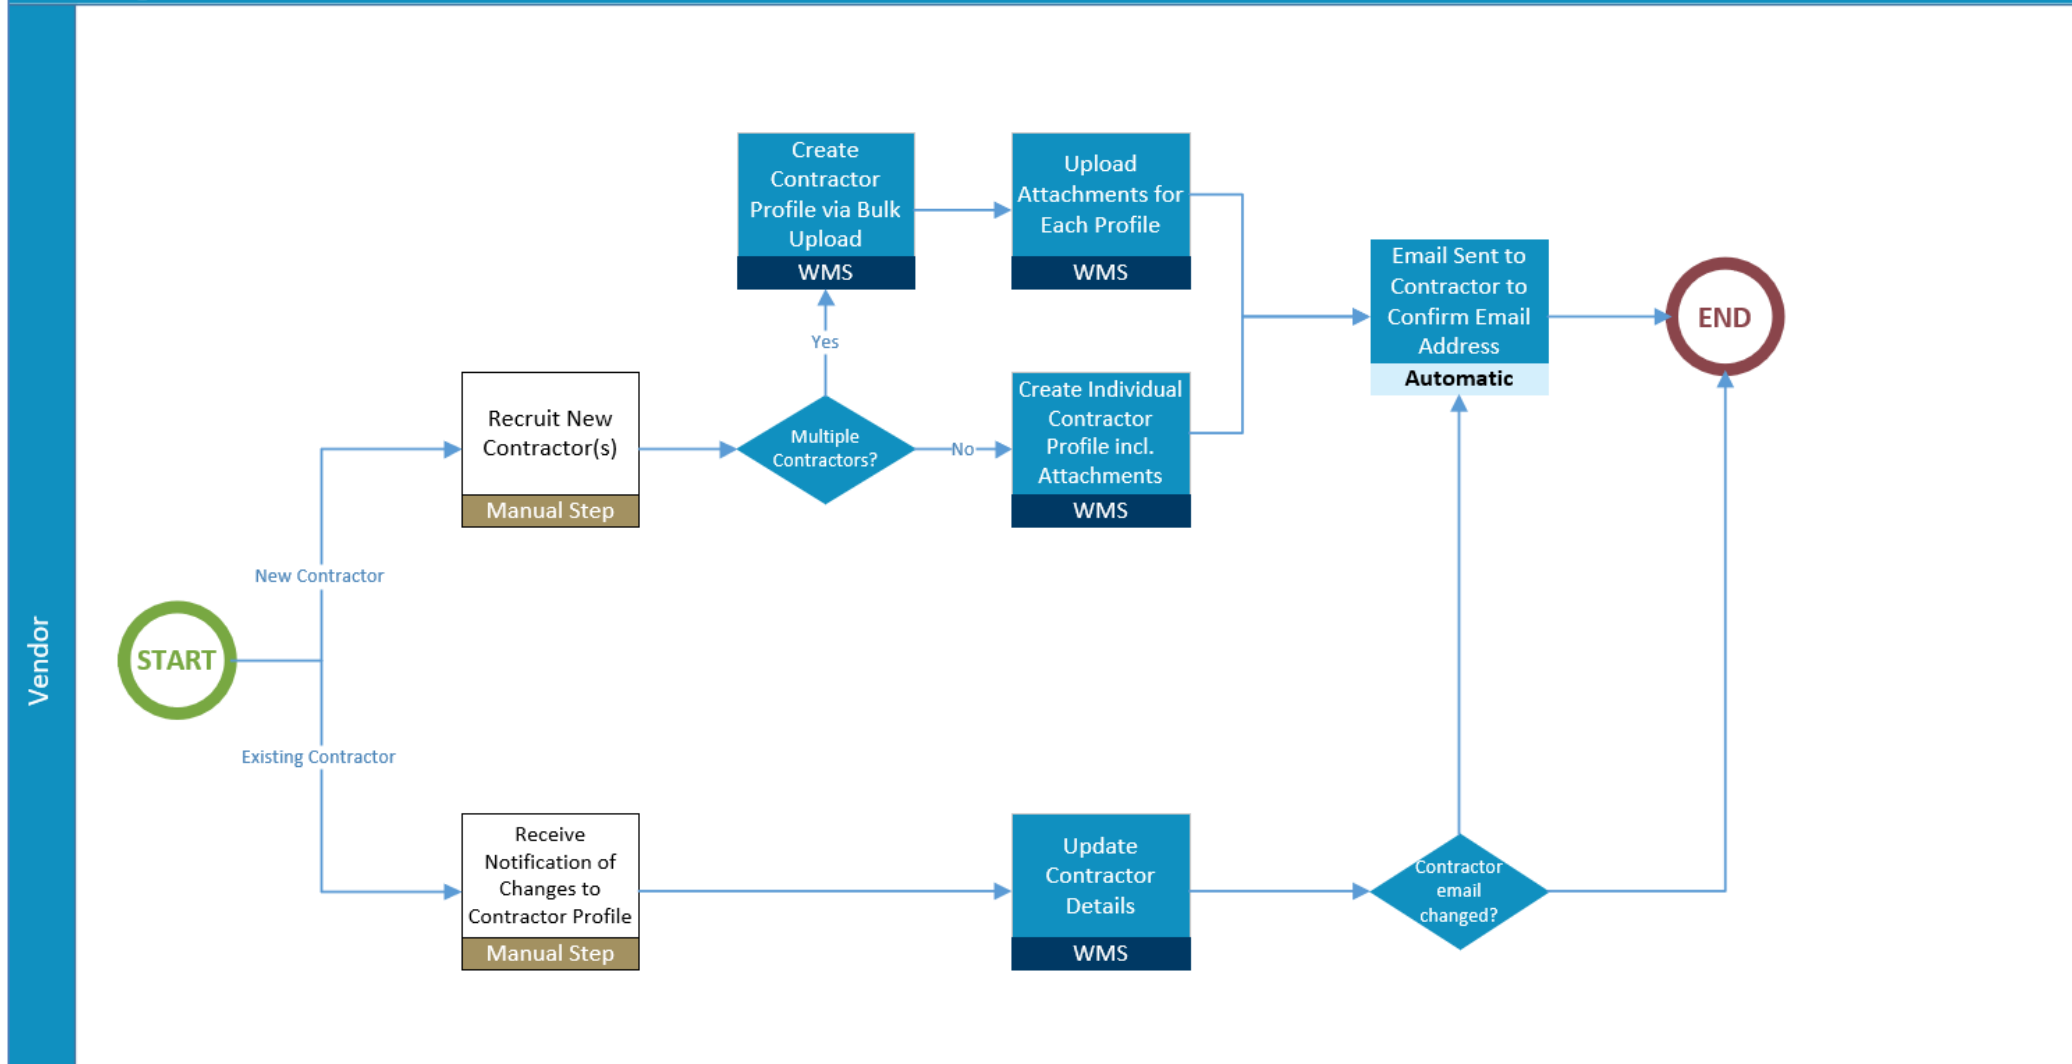 Vendor
START
New Contractor
Existing Contractor
Recruit New
Contractor(s)
Manual Step
Multiple
Contractors?
Yes
No
Create
Contractor
Profile via Bulk
Upload
WMS
Upload
Attachments for
Each Profile
WMS
Create Individual
Contractor
Profile incl.
Attachments
WMS
Email Sent to
Contractor to
Confirm Email
Address
Automatic
END
Receive
Notification of
Changes to
Contractor Profile
Manual Step
Update
Contractor
Details
WMS
Contractor
email
changed?